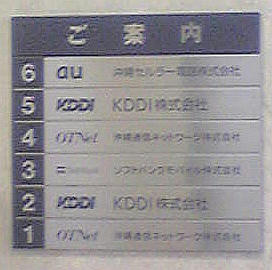 ご案内
6 au 沖縄セルラー電話株式会社
5 KDDI KDDI株式会社
4 OTNet 沖縄通信ネットワーク株式会社
3 ソフトバンクモバイル株式会社
2 KDDI KDDI株式会社
1 OTNet 沖縄通信ネットワーク株式会社